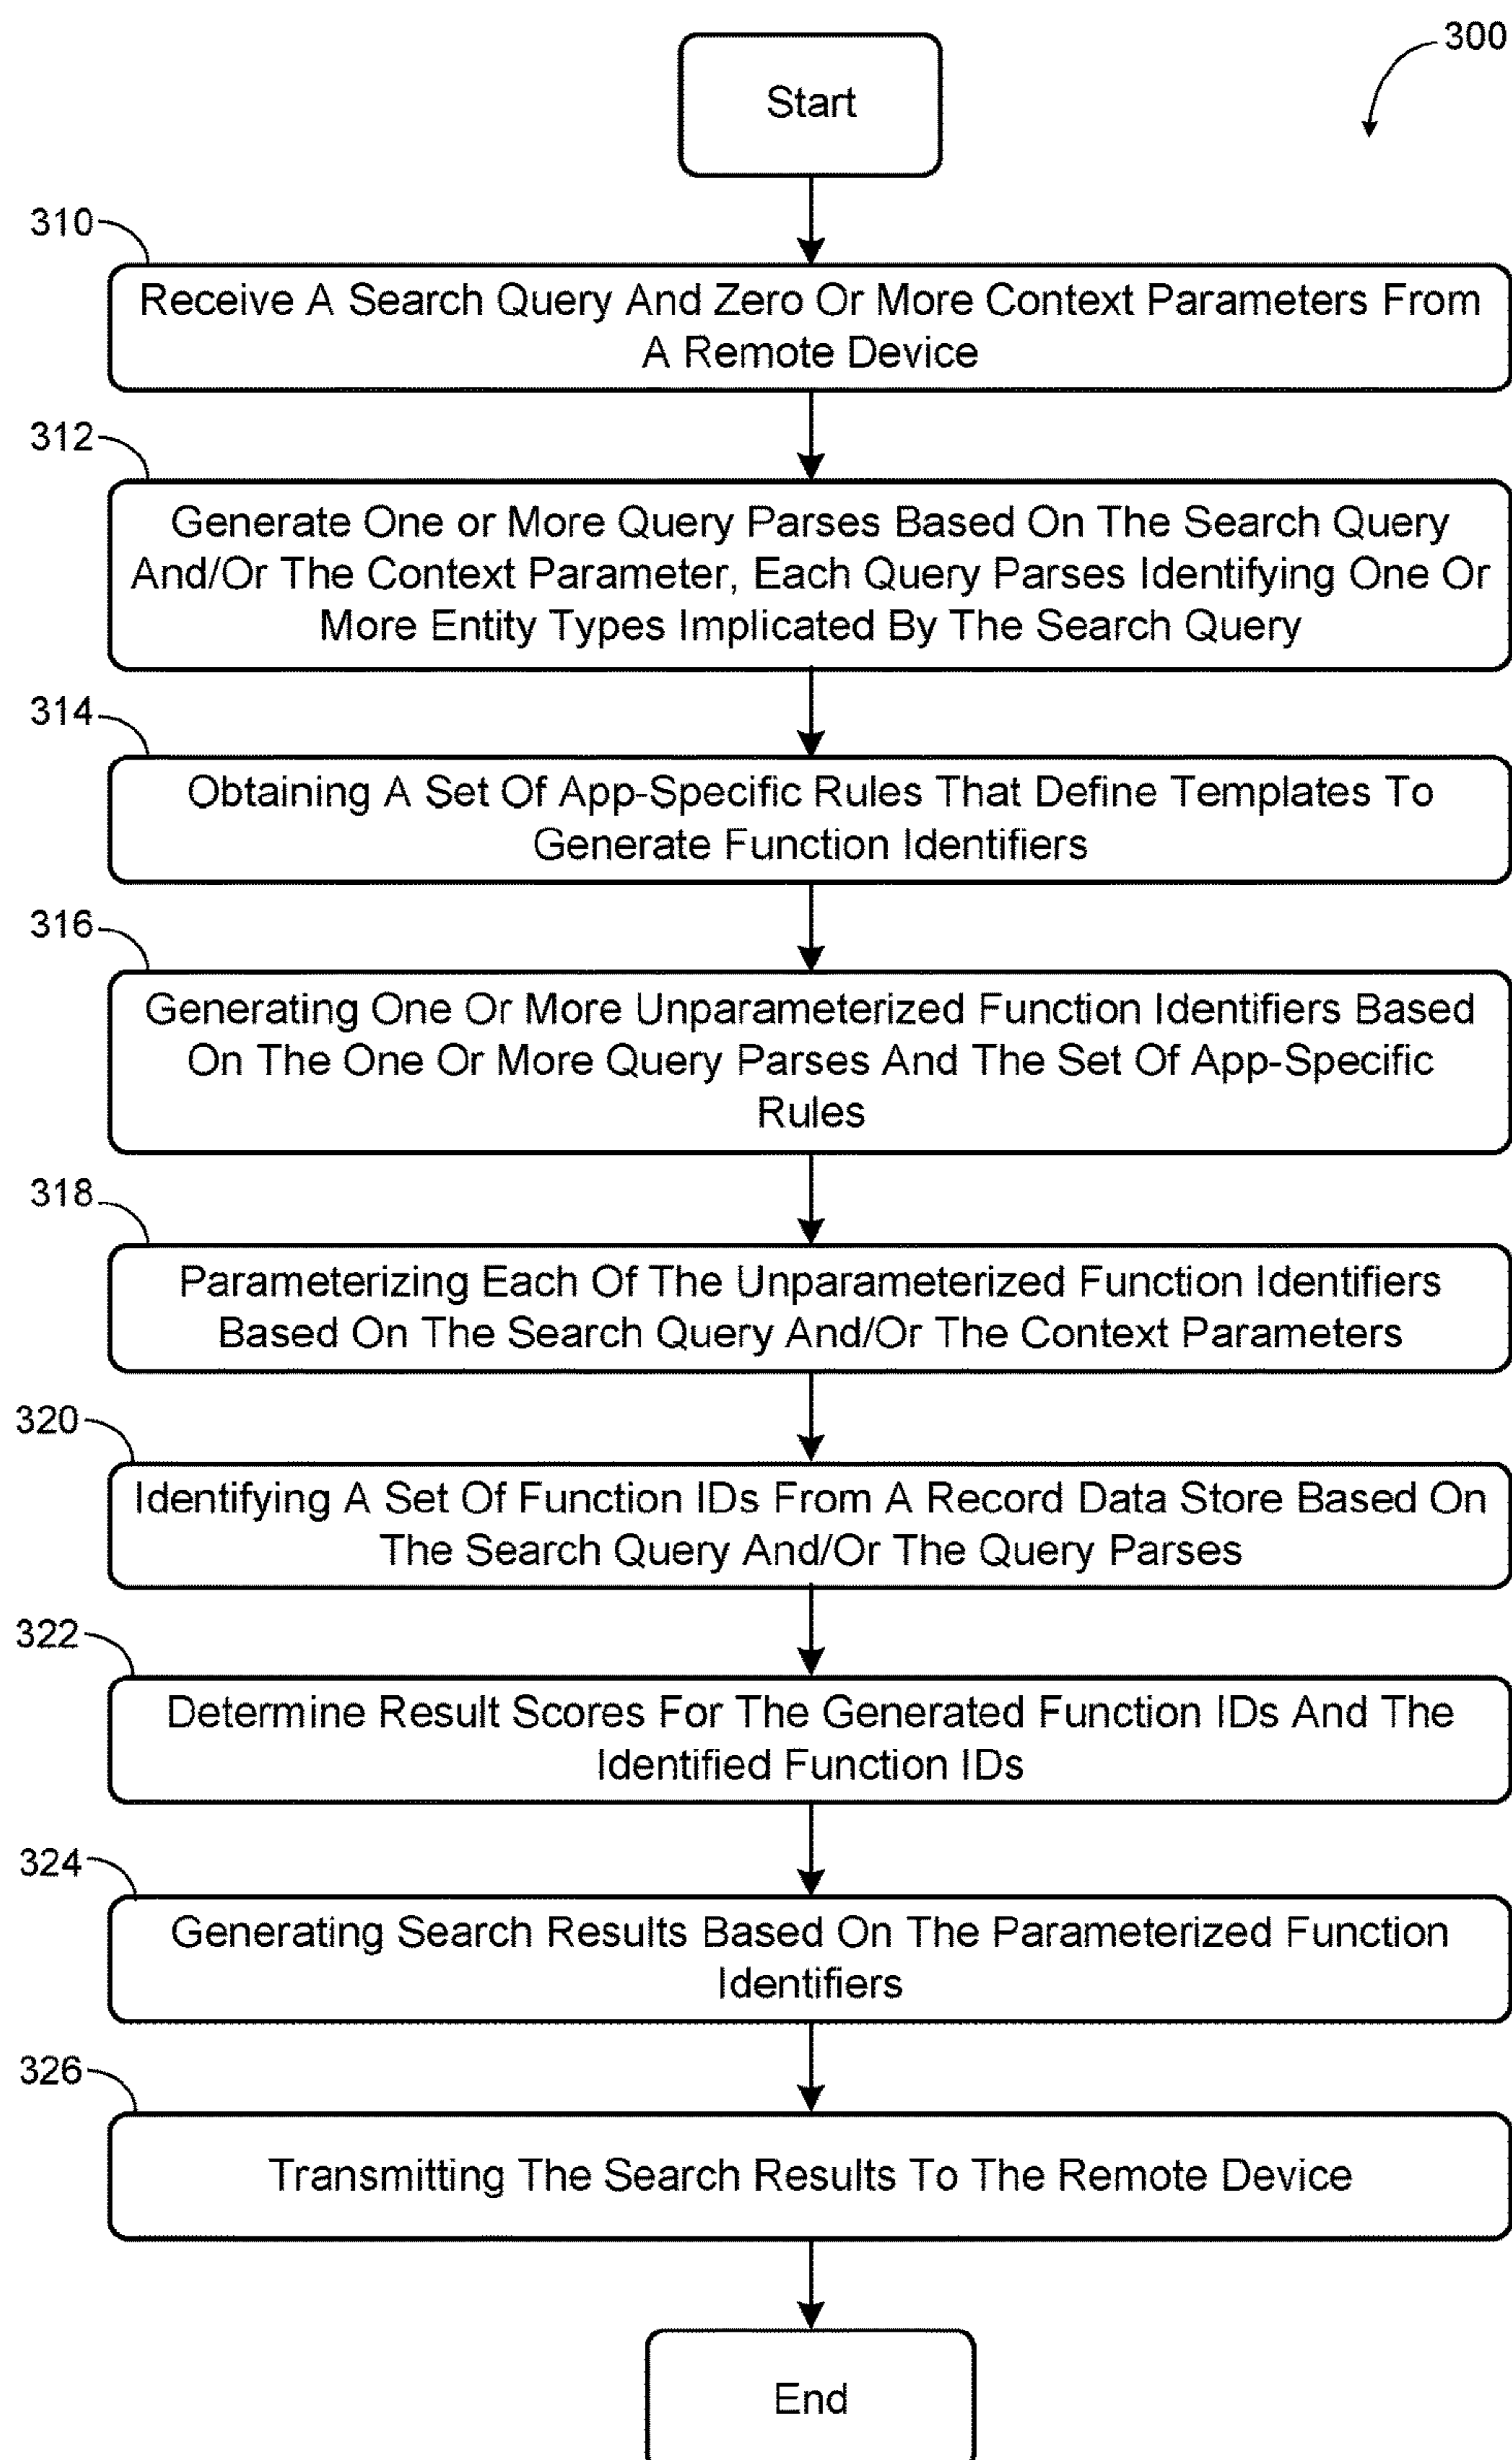 300
Start
310
Receive A Search Query And Zero Or More Context Parameters From
A Remote Device
312
Generate One or More Query Parses Based On The Search Query
And/Or The Context Parameter, Each Query Parses Identifying One Or
More Entity Types Implicated By The Search Query
314
Obtaining A Set Of App-Specific Rules That Define Templates To
Generate Function Identifiers
316
Generating One Or More Unparameterized Function Identifiers Based
On The One Or More Query Parses And The Set Of App-Specific
Rules
318
Parameterizing Each Of The Unparameterized Function Identifiers
Based On The Search Query And/Or The Context Parameters
320
Identifying A Set Of Function IDs From A Record Data Store Based On
The Search Query And/Or The Query Parses
322
Determine Result Scores For The Generated Function IDs And The
Identified Function IDs
324
Generating Search Results Based On The Parameterized Function
Identifiers
326
Transmitting The Search Results To The Remote Device
End